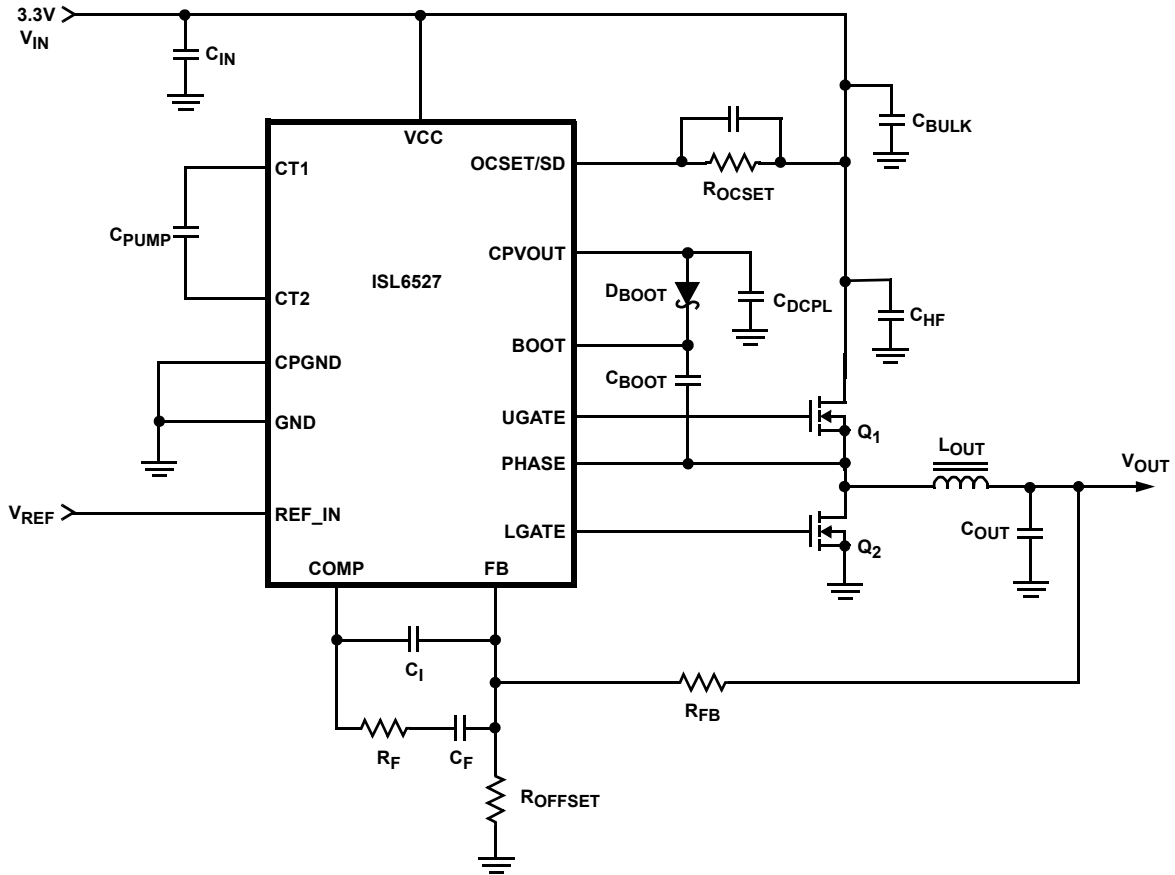 3.3V
VIN
CIN
CBULK
VCC
OCSET/SD
ROCSET
CT1
CPUMP
CT2
ISL6527
CPVOUT
DBOOT
CDCPL
CHF
BOOT
CBOOT
CPGND
GND
UGATE
Q1
PHASE
LOUT
VOUT
VREF
REF_IN
LGATE
Q2
COUT
COMP
FB
CI
RFB
RF
CF
ROFFSET